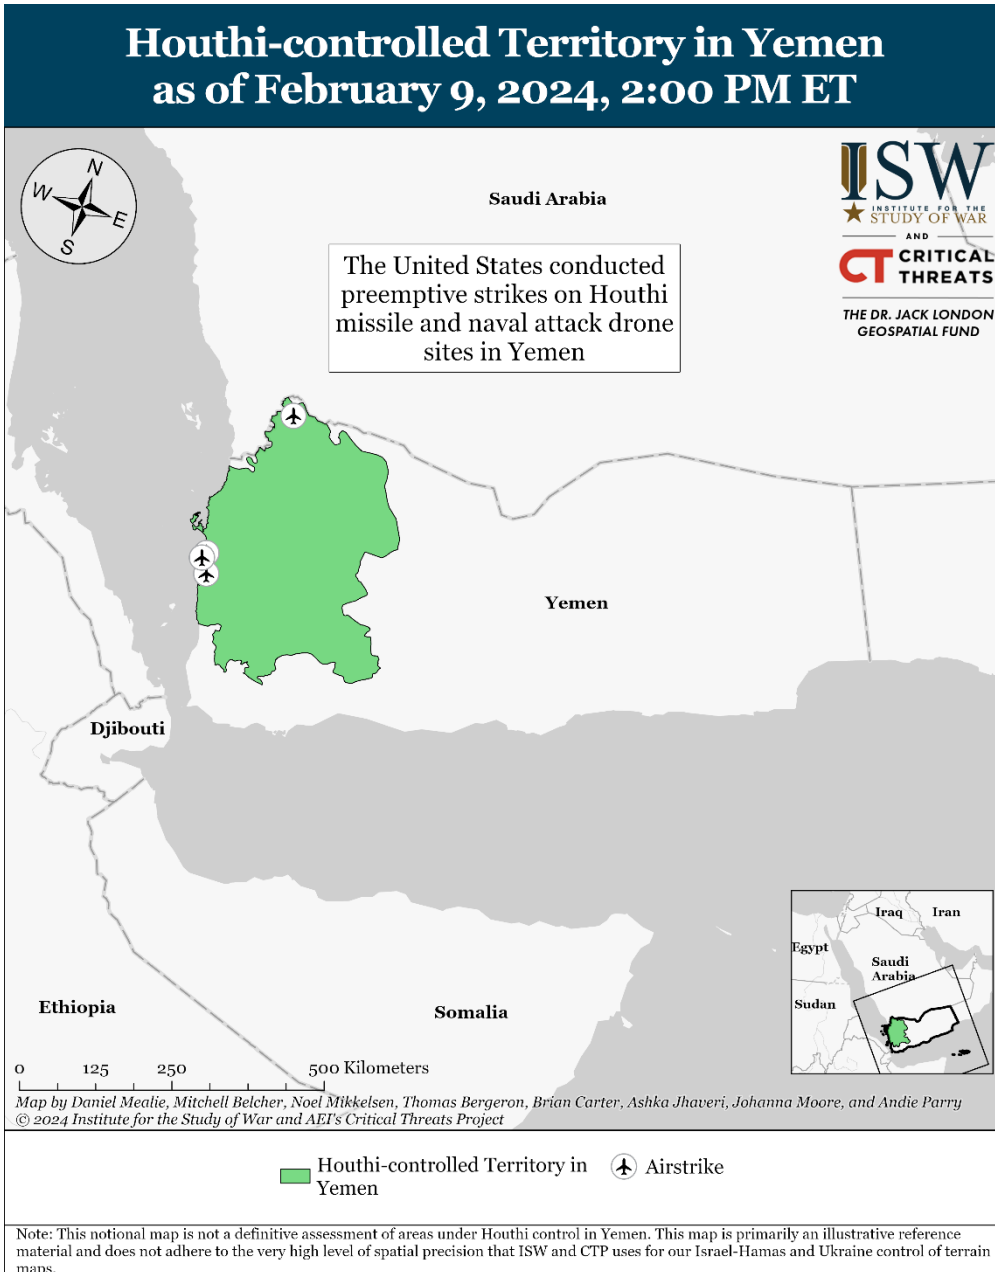 Houthi-controlled Territory in Yemen
as of February 9, 2024, 2:00 PM ET
N
W
E
S
Saudi Arabia
ISW
INSTITUTE FOR THE
STUDY OF WAR
AND
CT CRITICAL
THREATS
THE DR. JACK LONDON
GEOSPATIAL FUND
The United States conducted
preemptive strikes on Houthi
missile and naval attack drone
sites in Yemen
Yemen
Djibouti
Ethiopia
Somalia
Iraq
Iran
Egypt
Saudi
Arabia
Sudan
0 125 250 500 Kilometers
Map by Daniel Mealie, Mitchell Belcher, Noel Mikkelsen, Thomas Bergeron, Brian Carter, Ashka Jhaveri, Johanna Moore, and Andie Parry
© 2024 Institute for the Study of War and AEI's Critical Threats Project
Houthi-controlled Territory in
Yemen
Airstrike
Note: This notional map is not a definitive assessment of areas under Houthi control in Yemen. This map is primarily an illustrative reference
material and does not adhere to the very high level of spatial precision that ISW and CTP uses for our Israel-Hamas and Ukraine control of terrain
maps.